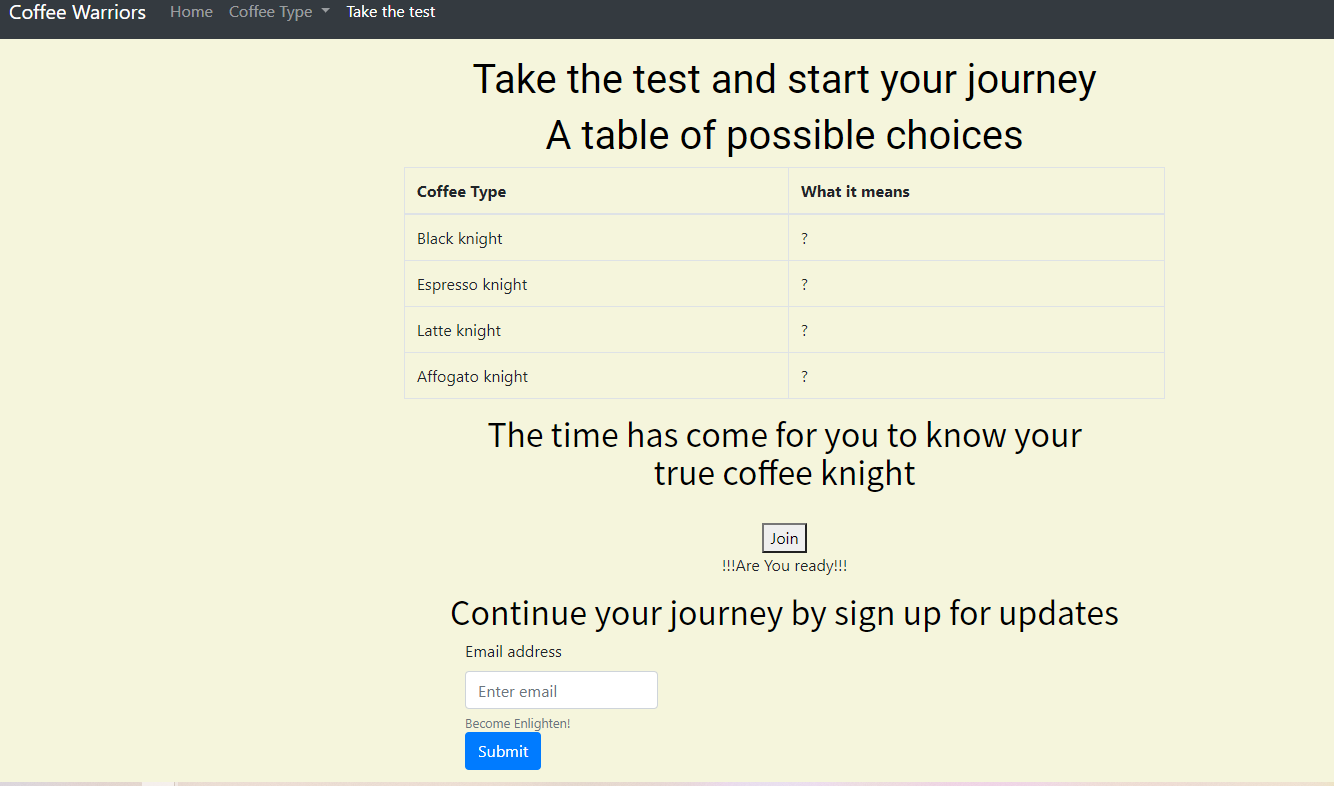 Coffee Warriors Home Coffee Type Take the test
Take the test and start your journey
A table of possible choices
Coffee Type What it means
Black knight ?
Espresso knight ?
Latte knight ?
Affogato knight ?
The time has come for you to know your
true coffee knight
Join
!!!Are You ready!!!
Continue your journey by sign up for updates
Email address
Enter email
Become Enlighten!
Submit